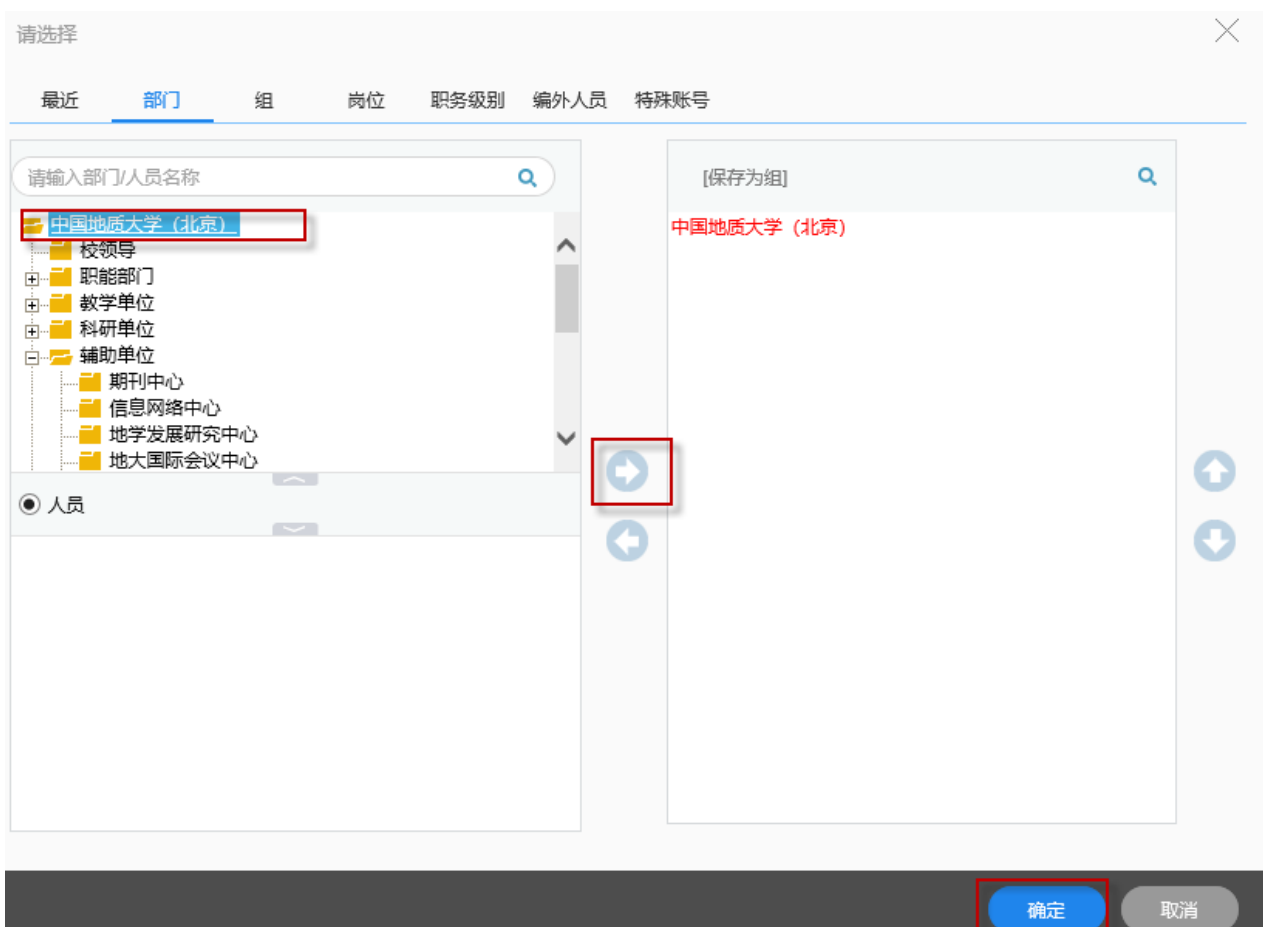 请选择
最近 部门 组 岗位 职务级别 编外人员 特殊账号
请输入部门/人员名称
[保存为组]
中国地质大学（北京）
中国地质大学（北京）
校领导
职能部门
教学单位
科研单位
辅助单位
期刊中心
信息网络中心
地学发展研究中心
地大国际会议中心
人员
确定 取消